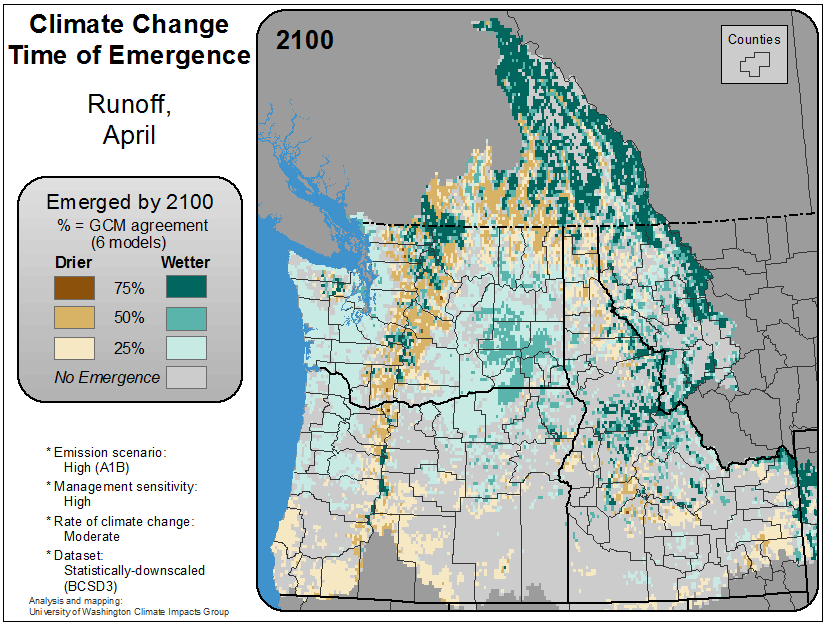 Climate Change
Time of Emergence
Runoff,
April
Emerged by 2100
% = GCM agreement
(6 models)
Drier Wetter
75%
50%
25%
No Emergence
* Emission scenario:
High (A1B)
* Management sensitivity:
High
* Rate of climate change:
Moderate
* Dataset:
Statistically-downscaled
(BCSD3)
Analysis and mapping:
University of Washington Climate Impacts Group
2100
Counties